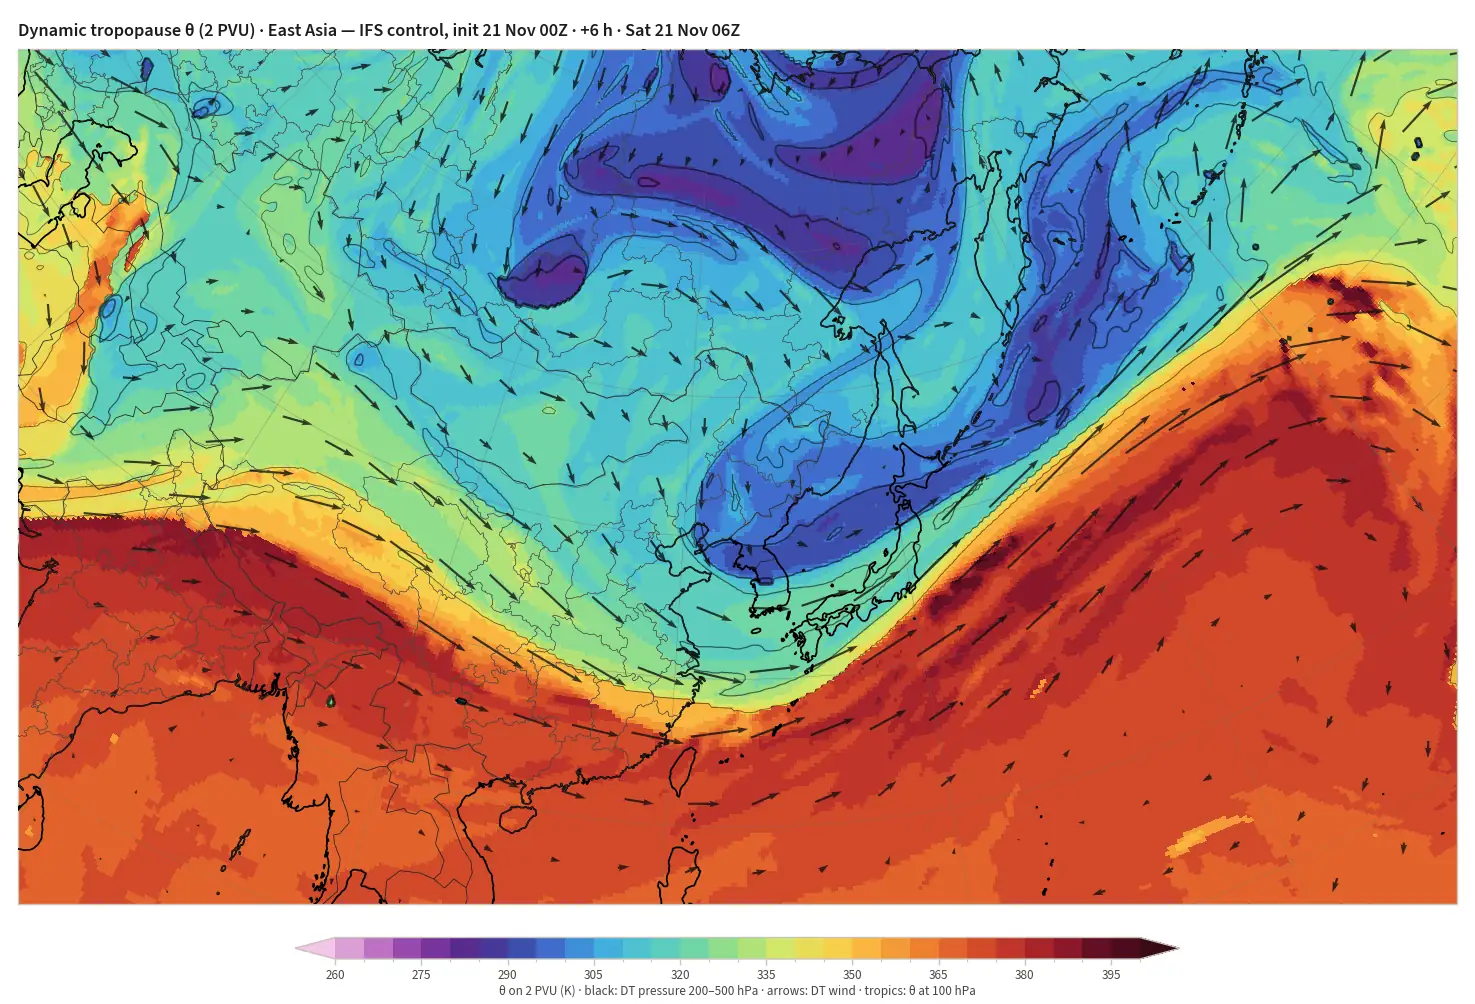 Dynamic tropopause θ (2 PVU) · East Asia — IFS control, init 21 Nov 00Z · +6 h · Sat 21 Nov 06Z
260 275 290 305 320 335 350 365 380 395
θ on 2 PVU (K) · black: DT pressure 200–500 hPa · arrows: DT wind · tropics: θ at 100 hPa